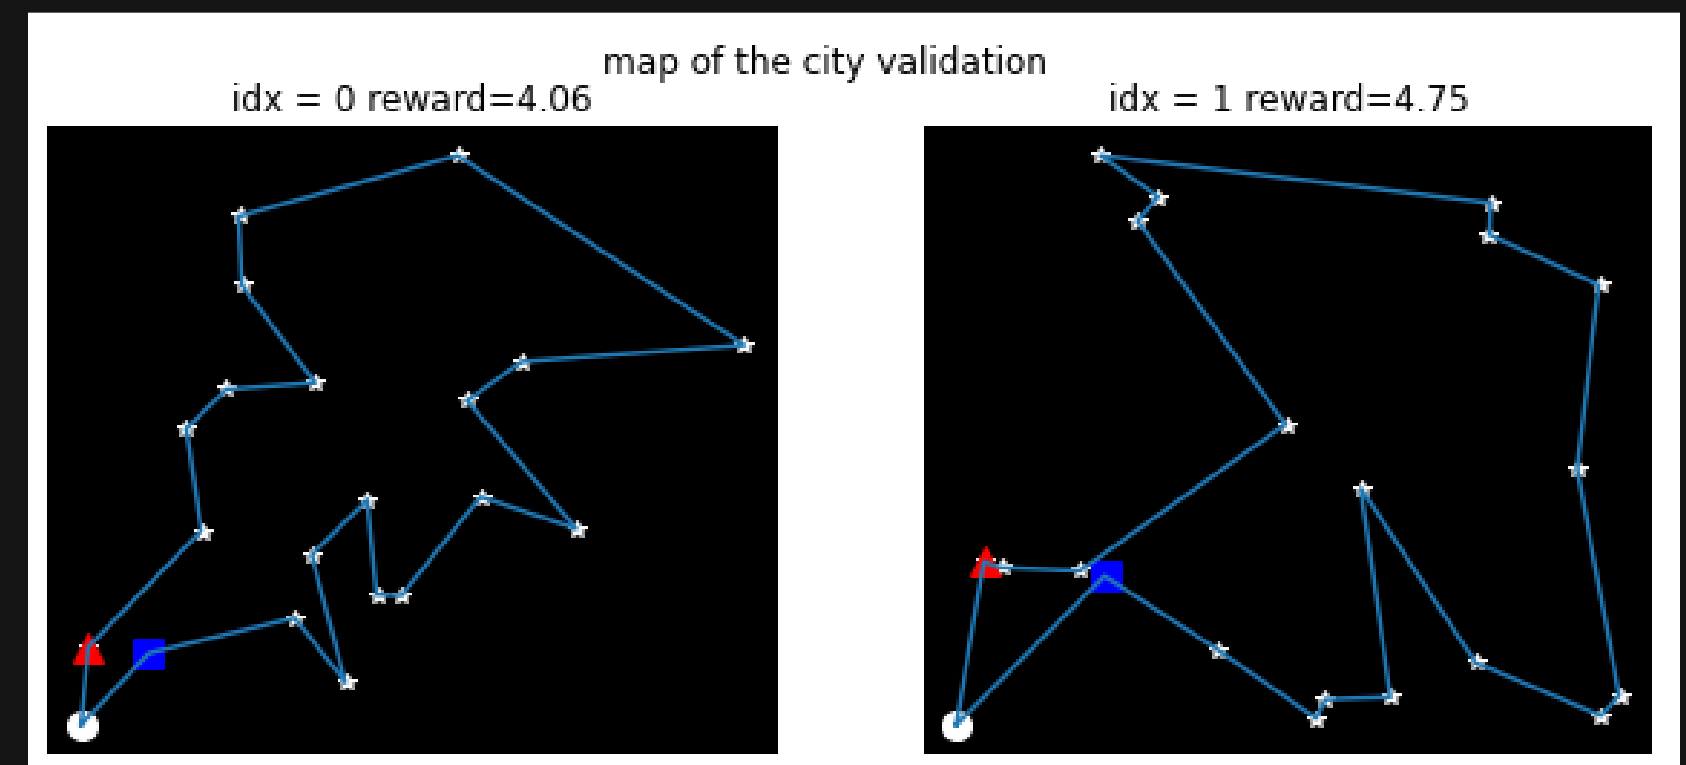 map of the city validation
idx = 0 reward=4.06
idx = 1 reward=4.75